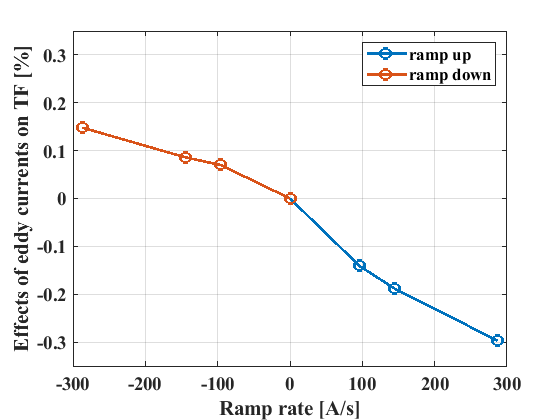 ramp up
ramp down
Effects of eddy currents on TF [%]
0.3
0.2
0.1
0
-0.1
-0.2
-0.3
-300 -200 -100 0 100 200 300
Ramp rate [A/s]